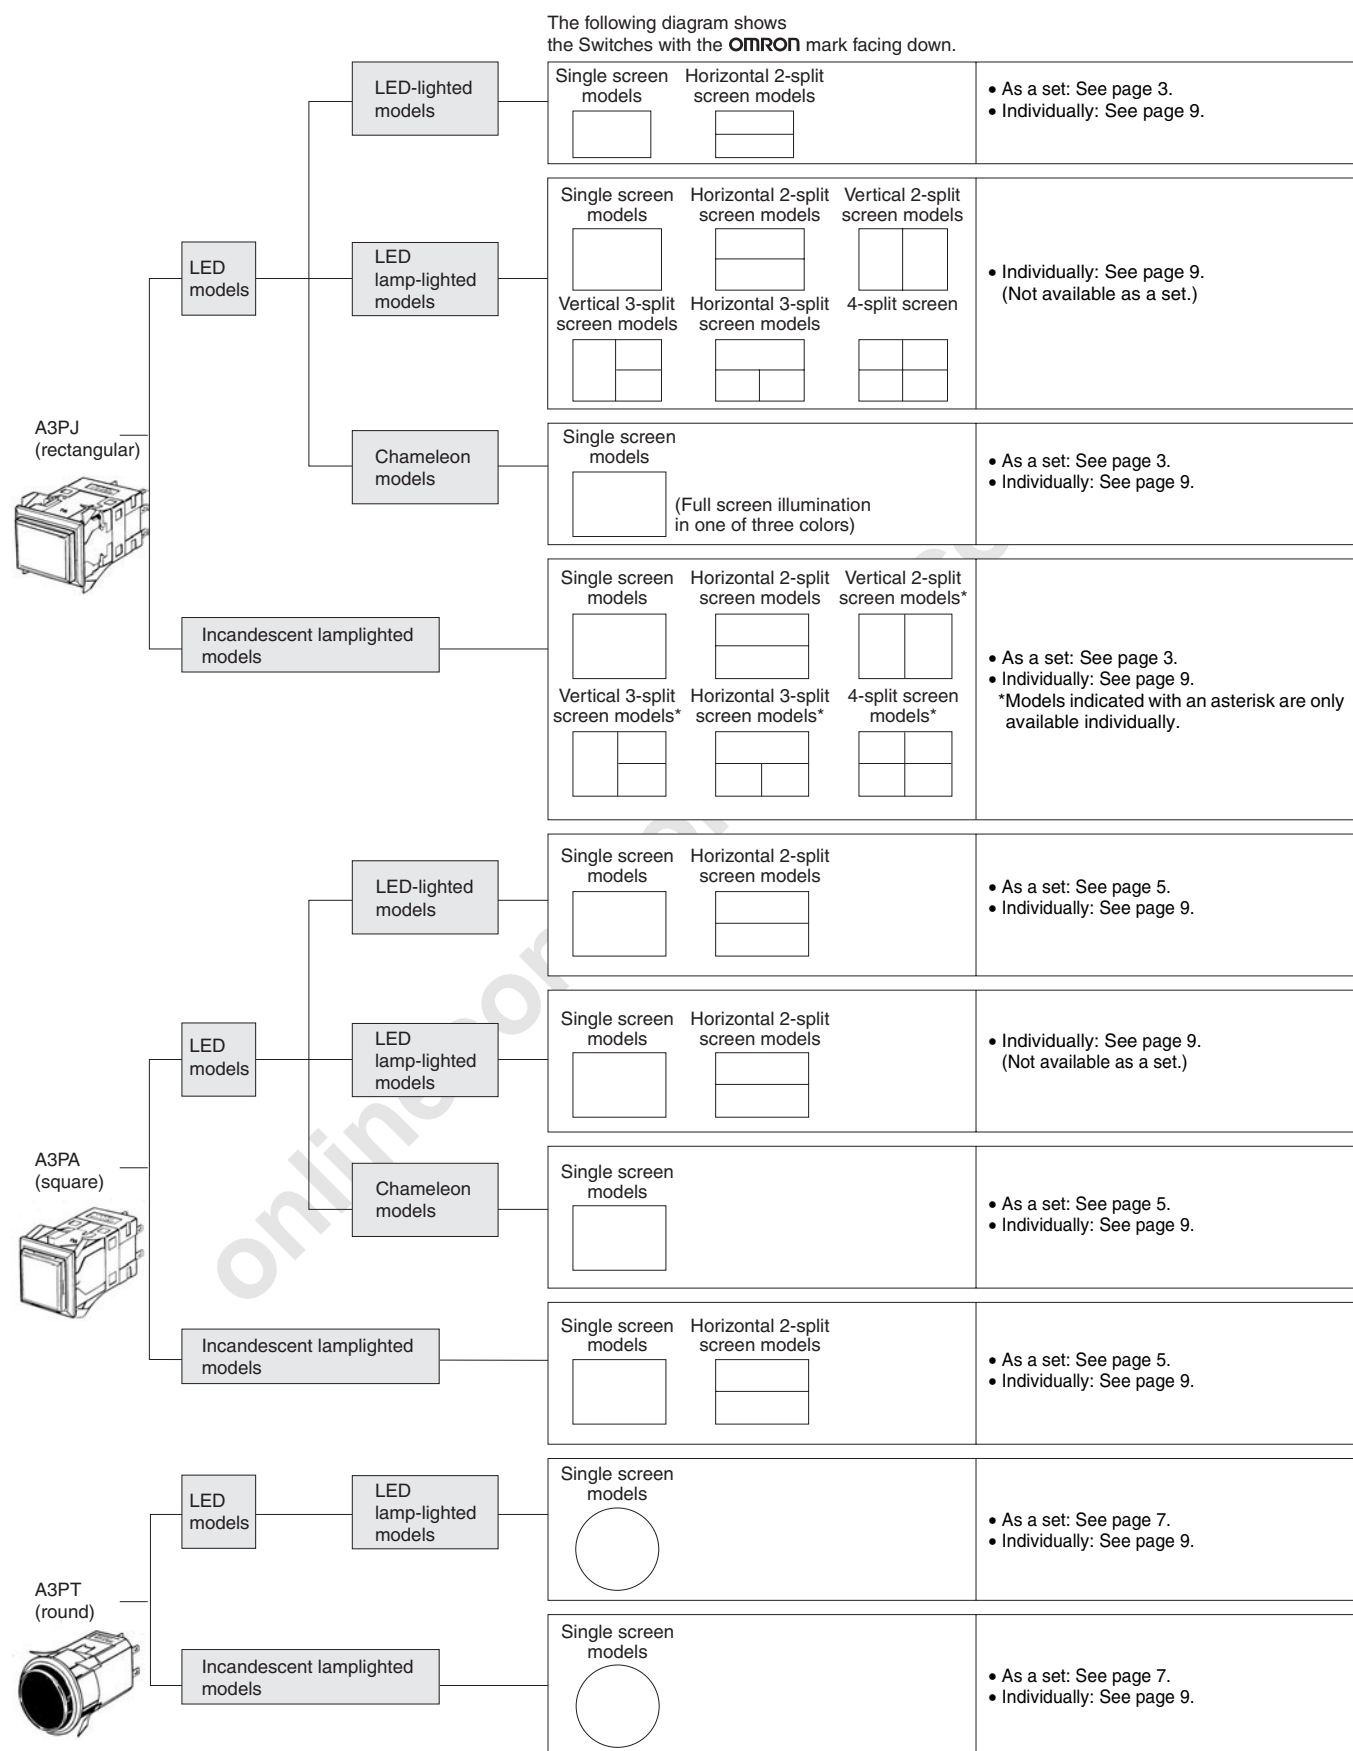 The following diagram shows
the Switches with the OMRON mark facing down.
LED-lighted
models
Single screen
models
Horizontal 2-split
screen models
• As a set: See page 3.
• Individually: See page 9.
LED
models
LED
lamp-lighted
models
Single screen
models
Horizontal 2-split
screen models
Vertical 2-split
screen models
Vertical 3-split
screen models
Horizontal 3-split
screen models
4-split screen
• Individually: See page 9.
(Not available as a set.)
A3PJ
(rectangular)
Chameleon
models
Single screen
models
(Full screen illumination
in one of three colors)
• As a set: See page 3.
• Individually: See page 9.
Incandescent lamplighted
models
Single screen
models
Horizontal 2-split
screen models
Vertical 2-split
screen models*
Vertical 3-split
screen models*
Horizontal 3-split
screen models*
4-split screen
models*
• As a set: See page 3.
• Individually: See page 9.
*Models indicated with an asterisk are only
available individually.
LED-lighted
models
Single screen
models
Horizontal 2-split
screen models
• As a set: See page 5.
• Individually: See page 9.
LED
models
LED
lamp-lighted
models
Single screen
models
Horizontal 2-split
screen models
• Individually: See page 9.
(Not available as a set.)
A3PA
(square)
Chameleon
models
Single screen
models
• As a set: See page 5.
• Individually: See page 9.
Incandescent lamplighted
models
Single screen
models
Horizontal 2-split
screen models
• As a set: See page 5.
• Individually: See page 9.
LED
models
LED
lamp-lighted
models
Single screen
models
• As a set: See page 7.
• Individually: See page 9.
A3PT
(round)
Incandescent lamplighted
models
Single screen
models
• As a set: See page 7.
• Individually: See page 9.